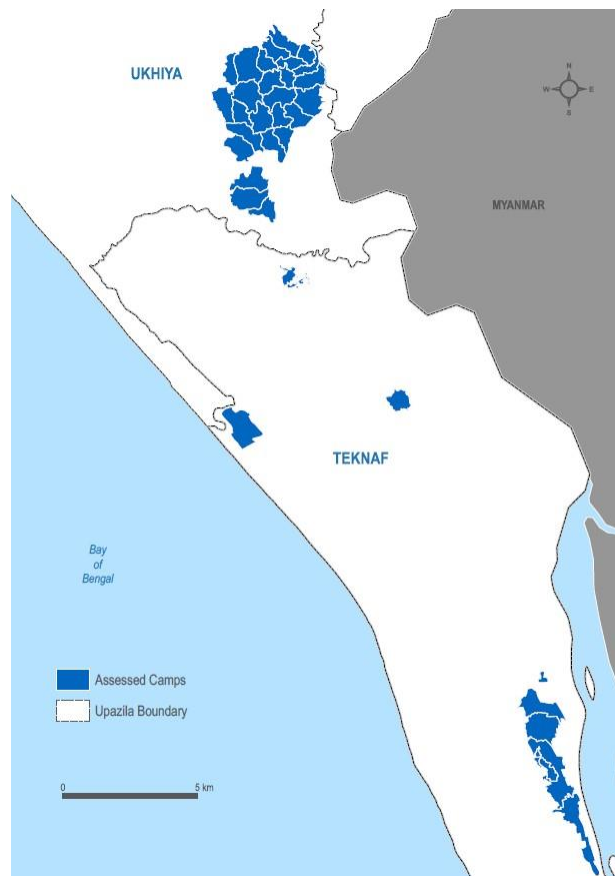 UKHIYA
N
W
E
S
MYANMAR
TEKNAF
Bay
of
Bengal
Assessed Camps
Upazila Boundary
0
5 km